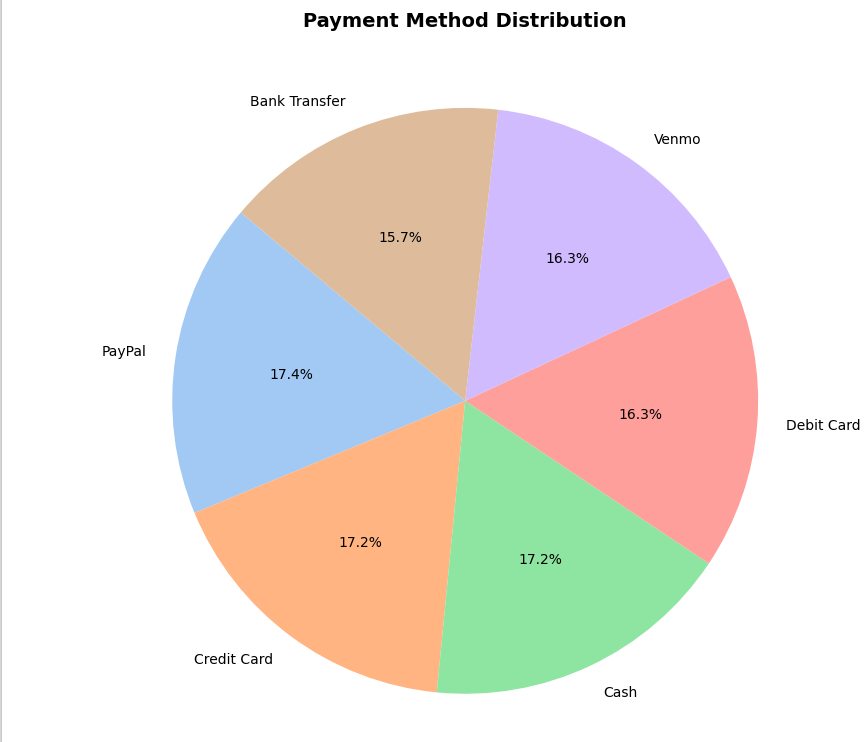 Payment Method Distribution
Bank Transfer
Venmo
15.7%
16.3%
PayPal
17.4%
16.3%
Debit Card
17.2%
17.2%
Credit Card
Cash